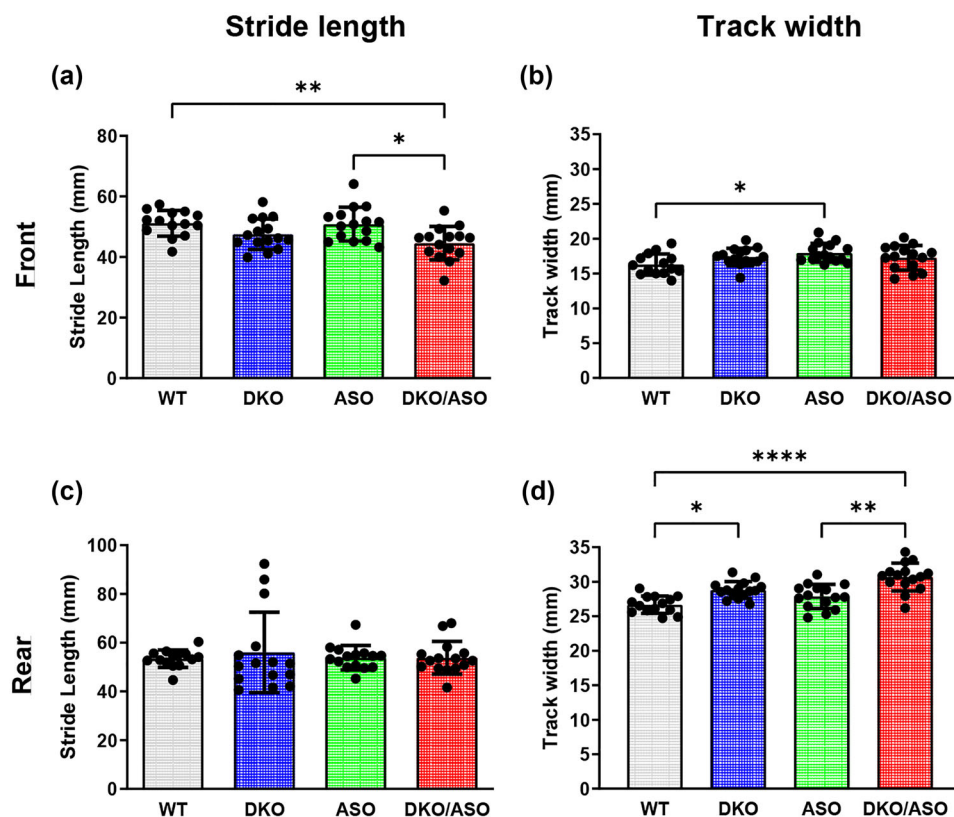 Stride length
Track width
Front
Rear
(a)
**
*
Stride Length (mm)
80
60
40
20
0
WT DKO ASO DKO/ASO
(b)
*
Track width (mm)
35
30
25
20
15
10
5
0
WT DKO ASO DKO/ASO
(c)
Stride Length (mm)
100
80
60
40
20
0
WT DKO ASO DKO/ASO
(d)
****
*
**
Track width (mm)
35
30
25
20
15
10
5
0
WT DKO ASO DKO/ASO